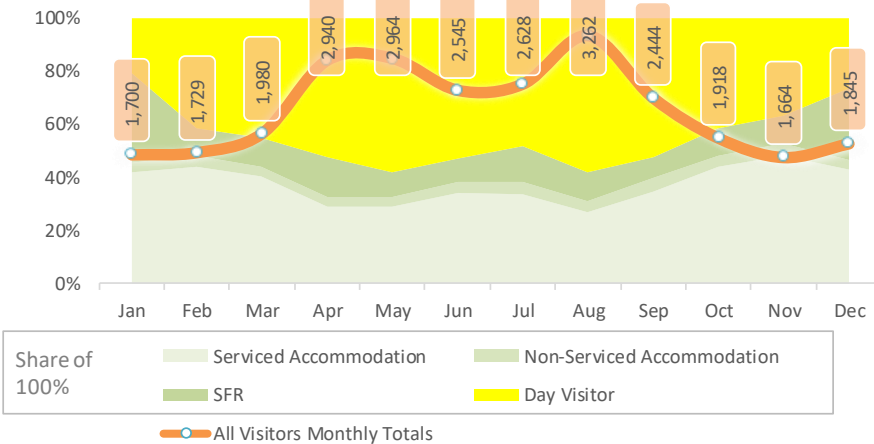 100%
80%
60%
40%
20%
0%
1,700
1,729
1,980
2,940
2,964
2,545
2,628
3,262
2,444
1,918
1,664
1,845
Jan Feb Mar Apr May Jun Jul Aug Sep Oct Nov Dec
Share of
100%
Serviced Accommodation
Non-Serviced Accommodation
SFR
Day Visitor
All Visitors Monthly Totals